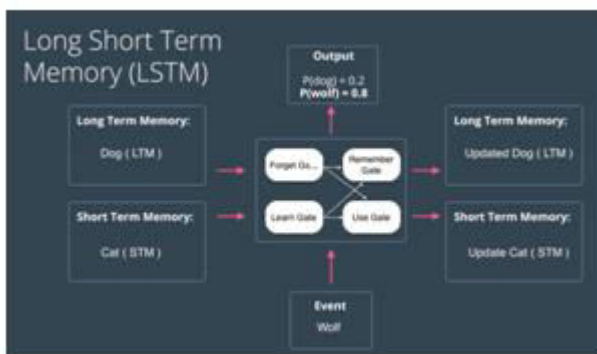 Long Short Term
Memory (LSTM)
Output
P(dog) = 0.2
P(wolf) = 0.8
Long Term Memory:
Dog ( LTM )
Forget Ga...
Remember
Gate
Long Term Memory:
Updated Dog ( LTM )
Short Term Memory:
Cat ( STM )
Learn Gate
Use Gate
Short Term Memory:
Update Cat ( STM )
Event
Wolf